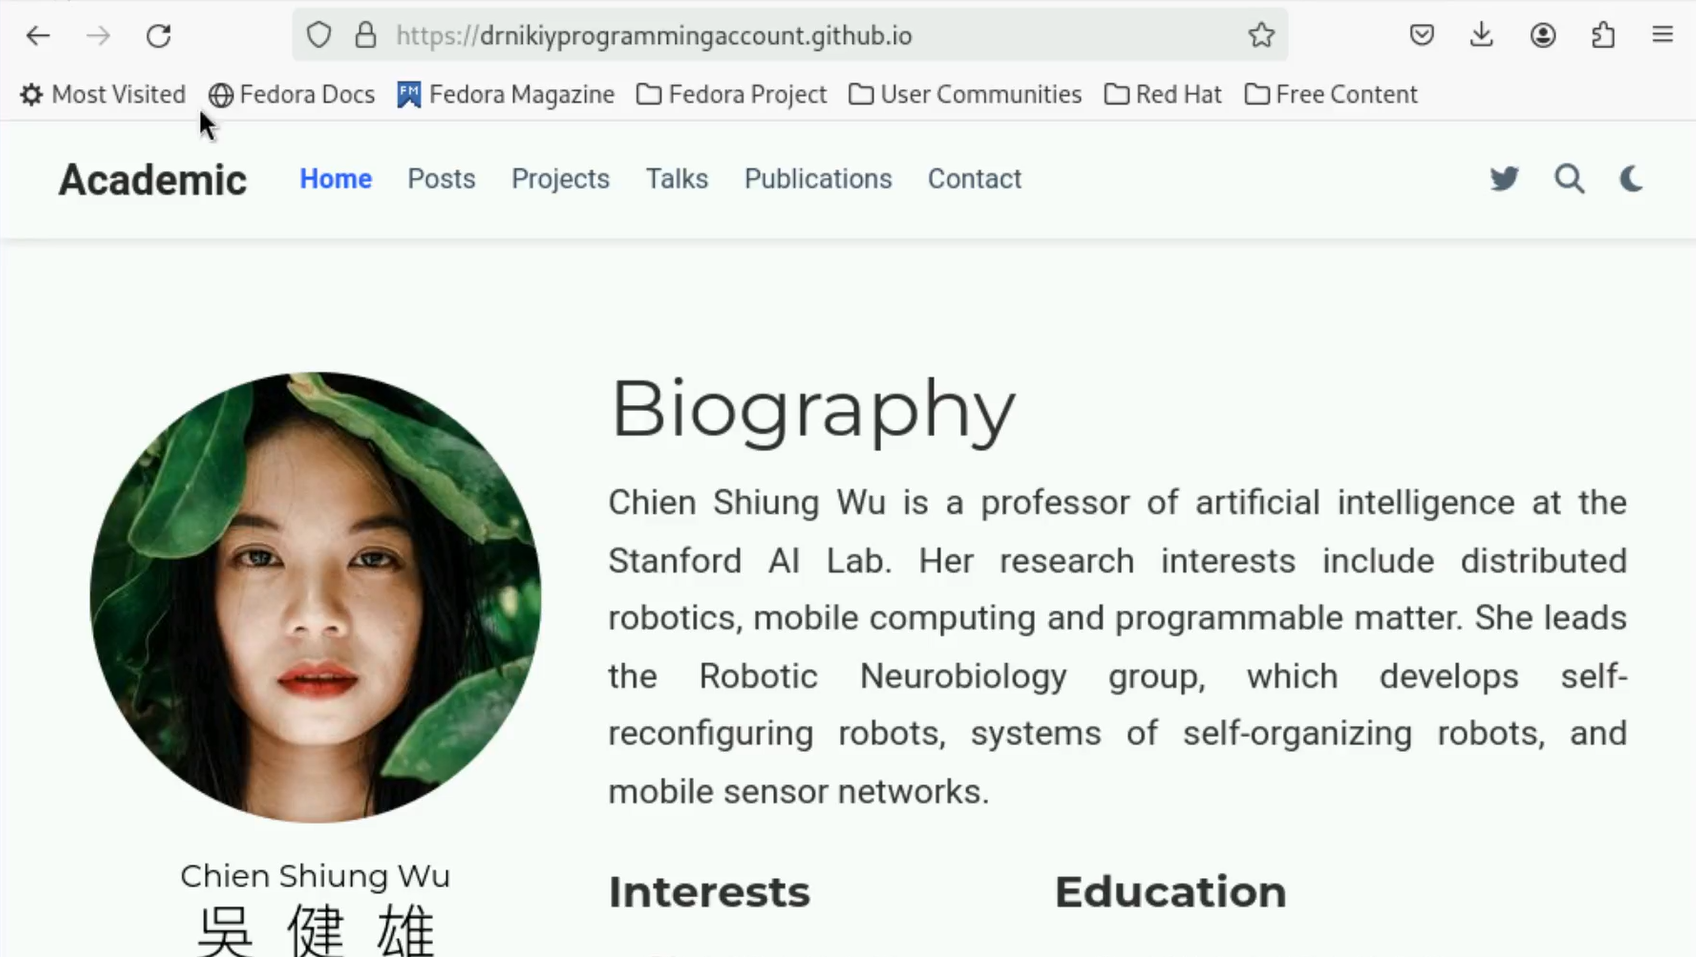 https://drnikiyprogrammingaccount.github.io
Most Visited Fedora Docs FM Fedora Magazine Fedora Project User Communities Red Hat Free Content
Academic Home Posts Projects Talks Publications Contact
Biography
Chien Shiung Wu is a professor of artificial intelligence at the
Stanford AI Lab. Her research interests include distributed
robotics, mobile computing and programmable matter. She leads
the Robotic Neurobiology group, which develops self-
reconfiguring robots, systems of self-organizing robots, and
mobile sensor networks.
Chien Shiung Wu
吳健雄
Interests
Education